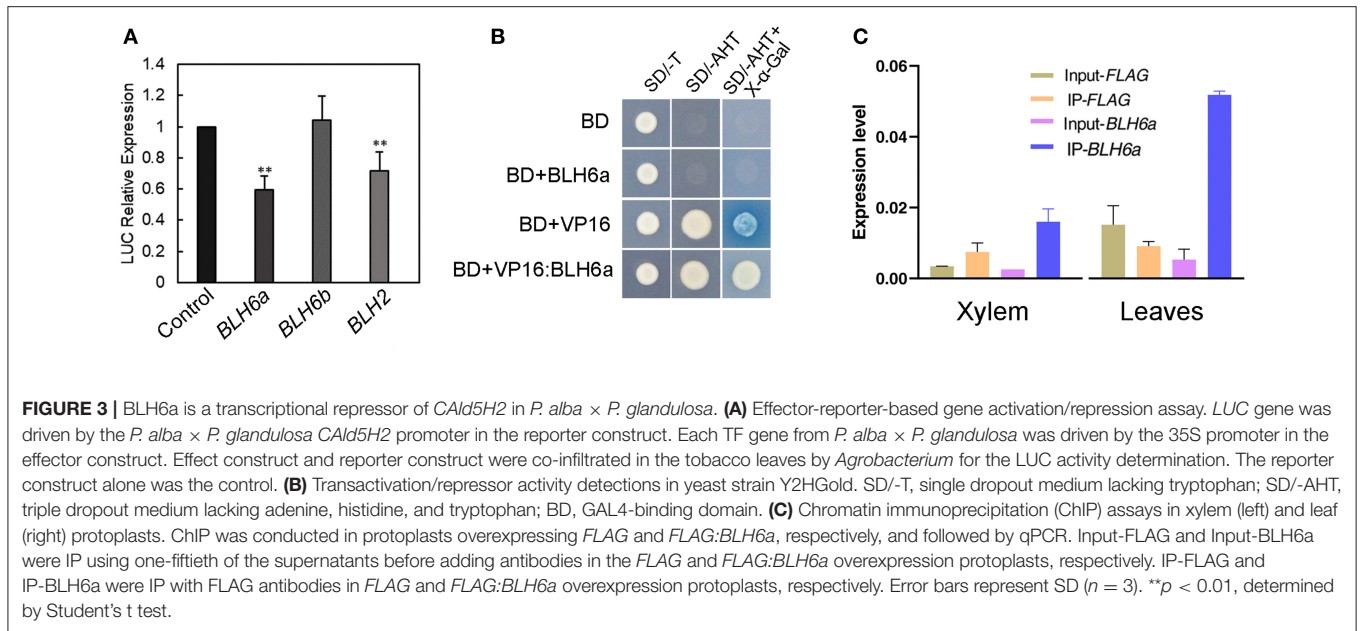 A
LUC Relative Expression
1.4
1.2
1
0.8
0.6
0.4
0.2
0
**
**
Control
BLH6a
BLH6b
BLH2
B
SD/-T
SD/-AHT
SD/-AHT+
X-α-Gal
BD
BD+BLH6a
BD+VP16
BD+VP16:BLH6a
C
Expression level
0.06
0.04
0.02
0.00
Input-FLAG
IP-FLAG
Input-BLH6a
IP-BLH6a
Xylem
Leaves
FIGURE 3 | BLH6a is a transcriptional repressor of CAld5H2 in P. alba × P. glandulosa. (A) Effector-reporter-based gene activation/repression assay. LUC gene was
driven by the P. alba × P. glandulosa CAld5H2 promoter in the reporter construct. Each TF gene from P. alba × P. glandulosa was driven by the 35S promoter in the
effector construct. Effect construct and reporter construct were co-infiltrated in the tobacco leaves by Agrobacterium for the LUC activity determination. The reporter
construct alone was the control. (B) Transactivation/repressor activity detections in yeast strain Y2HGold. SD/-T, single dropout medium lacking tryptophan; SD/-AHT,
triple dropout medium lacking adenine, histidine, and tryptophan; BD, GAL4-binding domain. (C) Chromatin immunoprecipitation (ChIP) assays in xylem (left) and leaf
(right) protoplasts. ChIP was conducted in protoplasts overexpressing FLAG and FLAG:BLH6a, respectively, and followed by qPCR. Input-FLAG and Input-BLH6a
were IP using one-fiftieth of the supernatants before adding antibodies in the FLAG and FLAG:BLH6a overexpression protoplasts, respectively. IP-FLAG and
IP-BLH6a were IP with FLAG antibodies in FLAG and FLAG:BLH6a overexpression protoplasts, respectively. Error bars represent SD (n = 3). **p < 0.01, determined
by Student's t test.